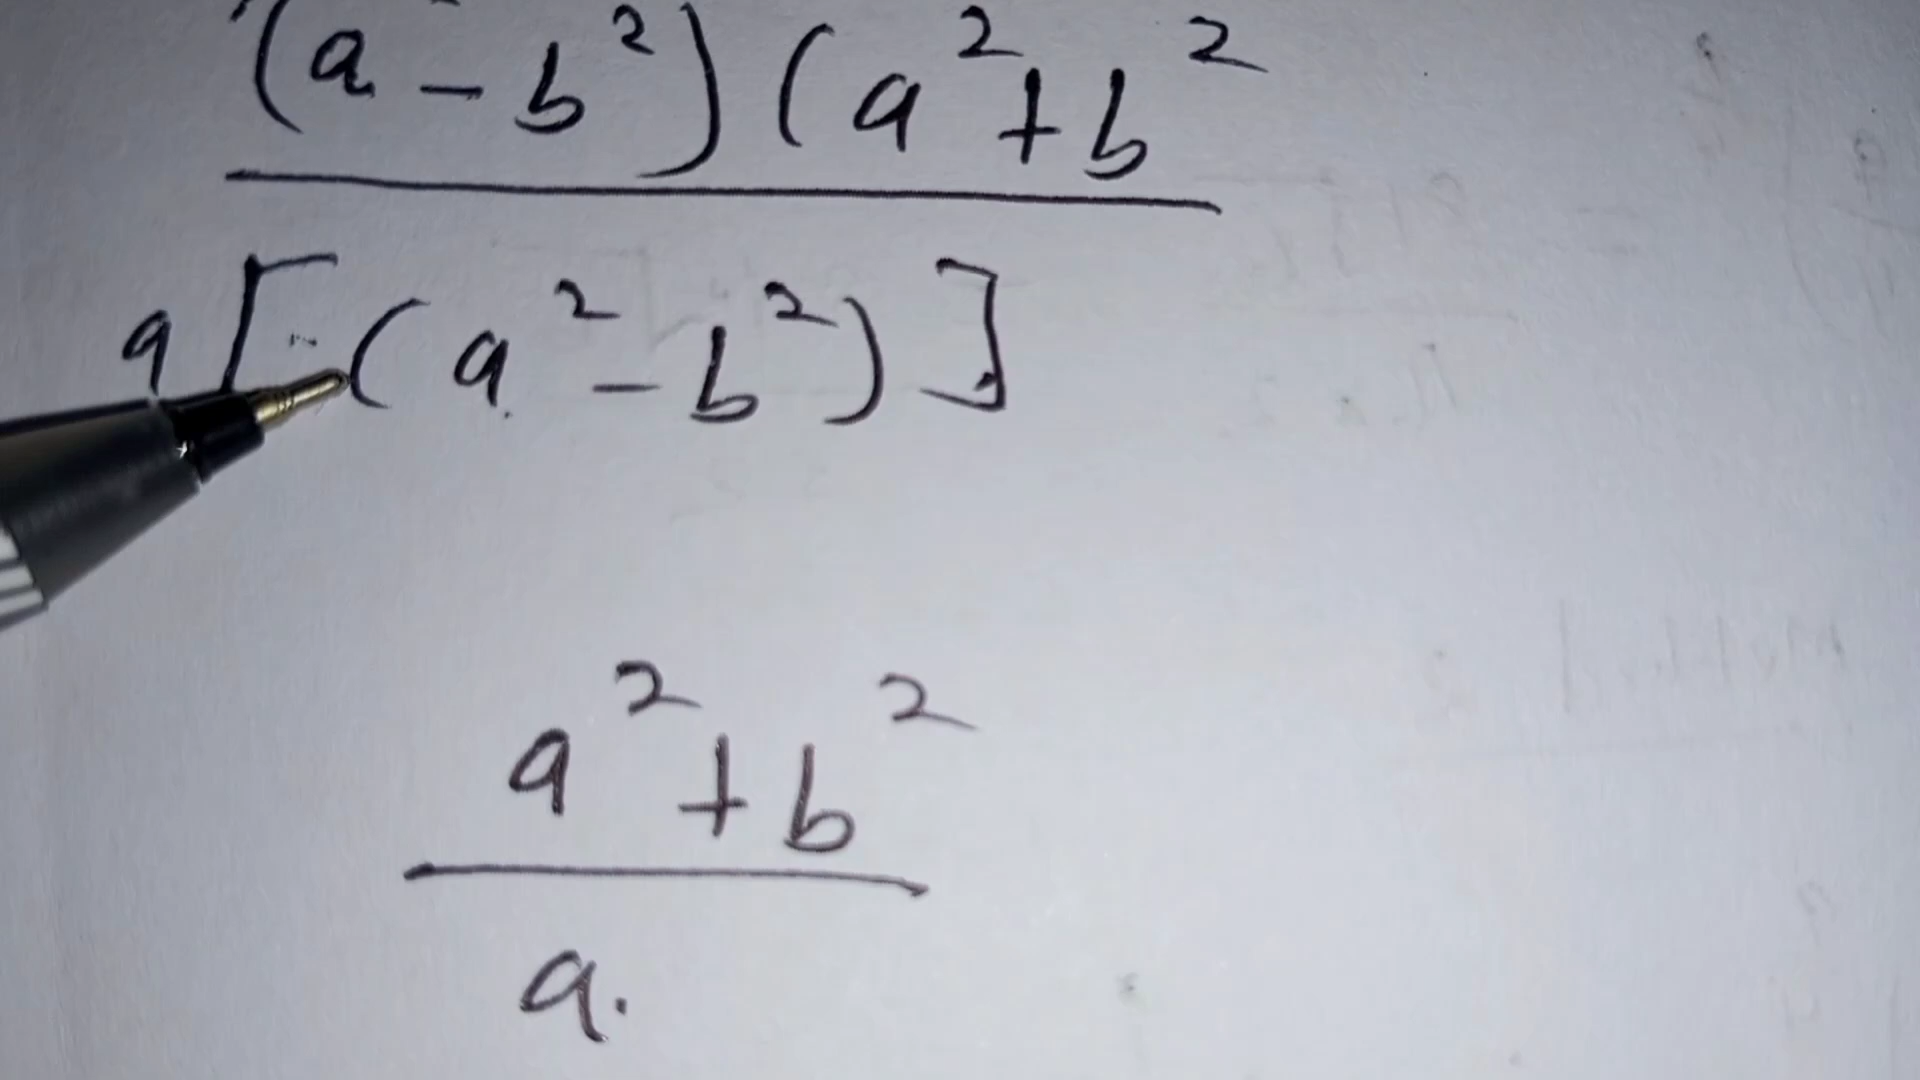 (a² - b²) (a² + b²
a [ (a² - b²) ]
a² + b²
a.